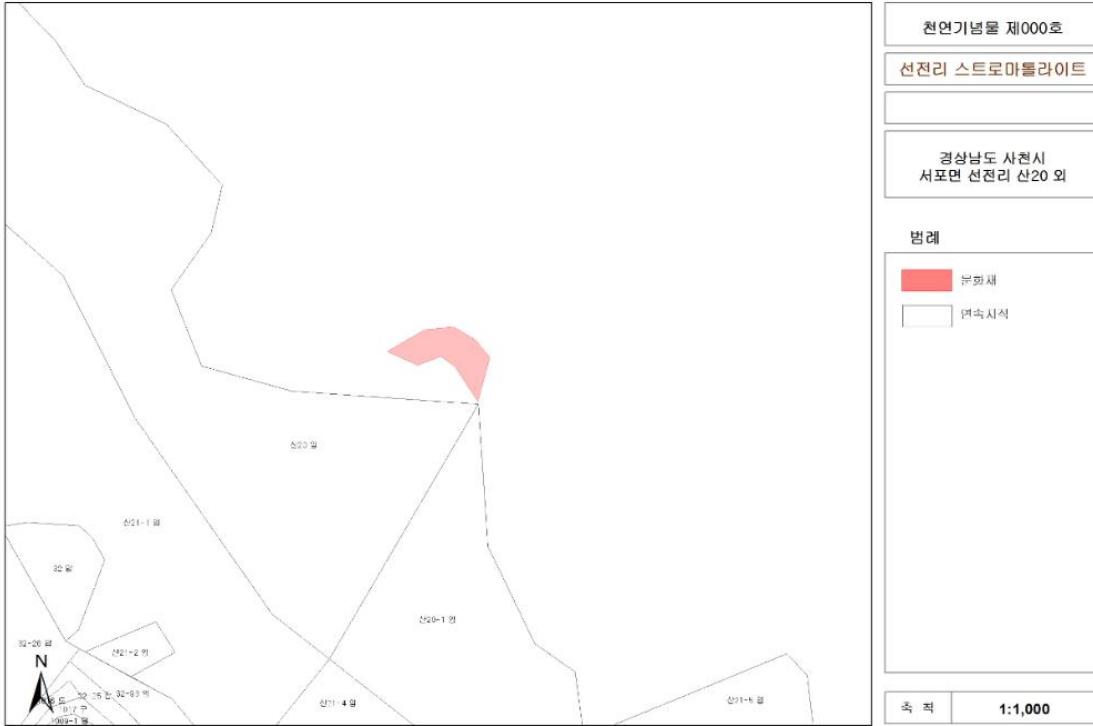 천연기념물 제000호
선전리 스트로마톨라이트
경상남도 사천시
서포면 선전리 산20 외
범례
문화재
연속지적
산20 임
산21-1 임
산20-1 임
산21-2 임
32-26
N
산21-4 임
산21-5 임
축 척
1:1,000